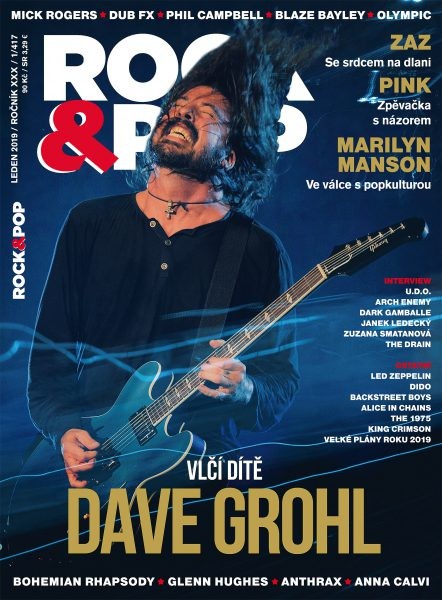 MICK ROGERS ★ DUB FX ★ PHIL CAMPBELL ★ BLAZE BAYLEY ★ OLYMPIC
ROCK
&POP
LEDEN 2019 / ROČNÍK XXX / 1/417
90 Kč / SR 3,29 €
ROCK&POP
ZAZ
Se srdcem na dlani
PINK
Zpěvačka
s názorem
MARILYN
MANSON
Ve válce s popkulturou
Gibson
INTERVIEW
U.D.O.
ARCH ENEMY
DARK GAMBALLE
JANEK LEDECKÝ
ZUZANA SMATANOVÁ
THE DRAIN
LED ZEPPELIN
DIDO
BACKSTREET BOYS
ALICE IN CHAINS
THE 1975
KING CRIMSON
VELKÉ PLÁNY ROKU 2019
VLČÍ DÍTĚ
DAVE GROHL
BOHEMIAN RHAPSODY ★ GLENN HUGHES ★ ANTHRAX ★ ANNA CALVI